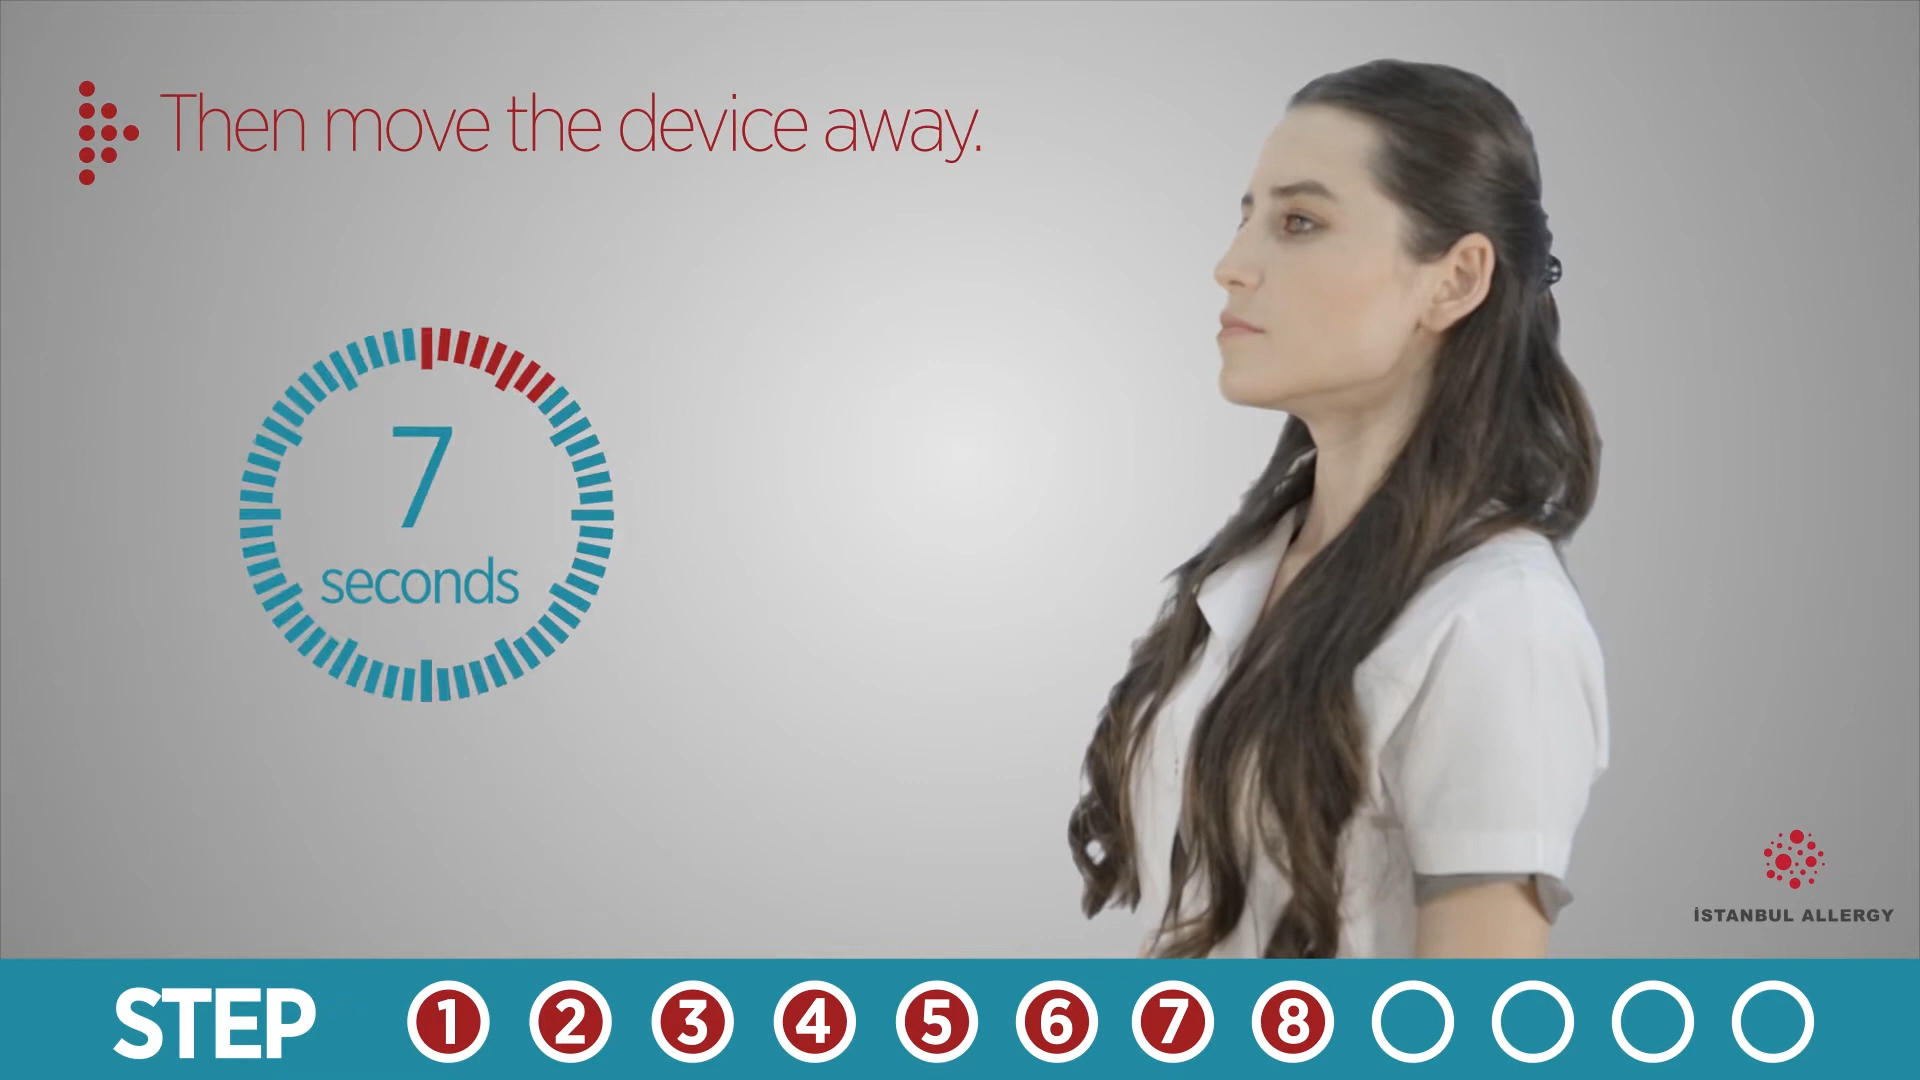 Then move the device away.
7
seconds
İSTANBUL ALLERGY
STEP 1 2 3 4 5 6 7 8